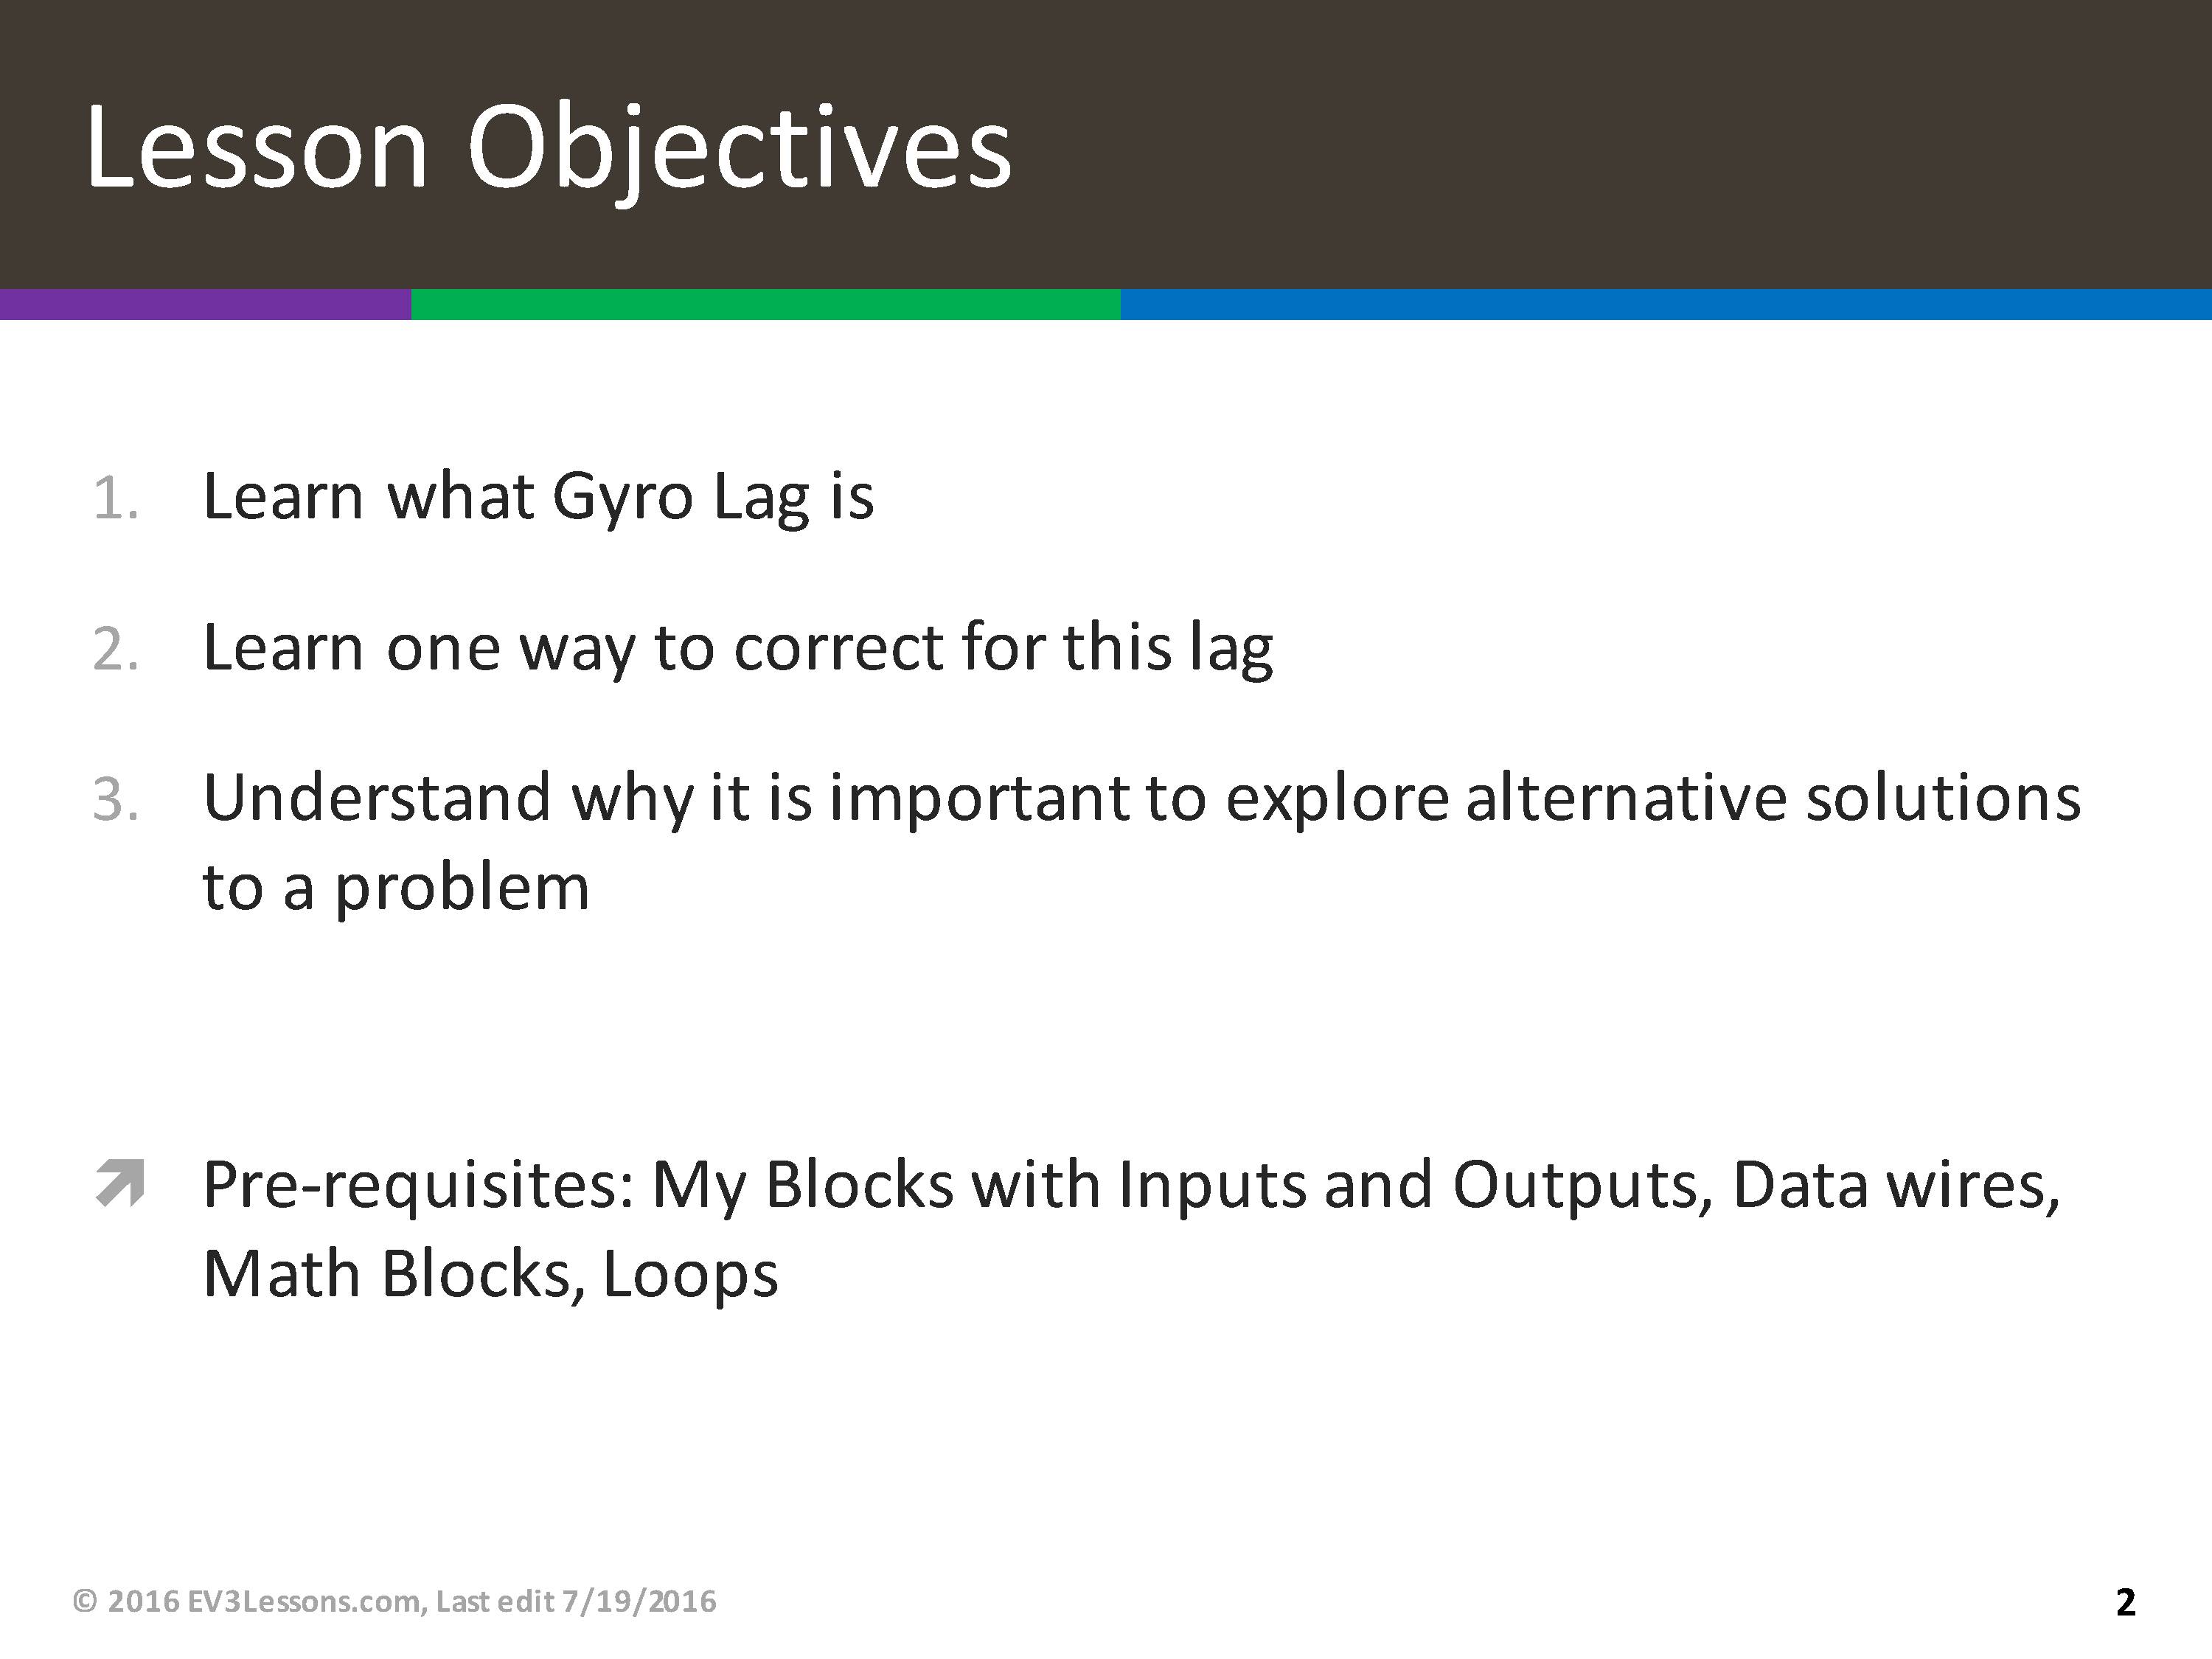 Lesson Objectives
1. Learn what Gyro Lag is
2. Learn one way to correct for this lag
3. Understand why it is important to explore alternative solutions
to a problem
Pre-requisites: My Blocks with Inputs and Outputs, Data wires,
Math Blocks, Loops
© 2016 EV3Lessons.com, Last edit 7/19/2016
2